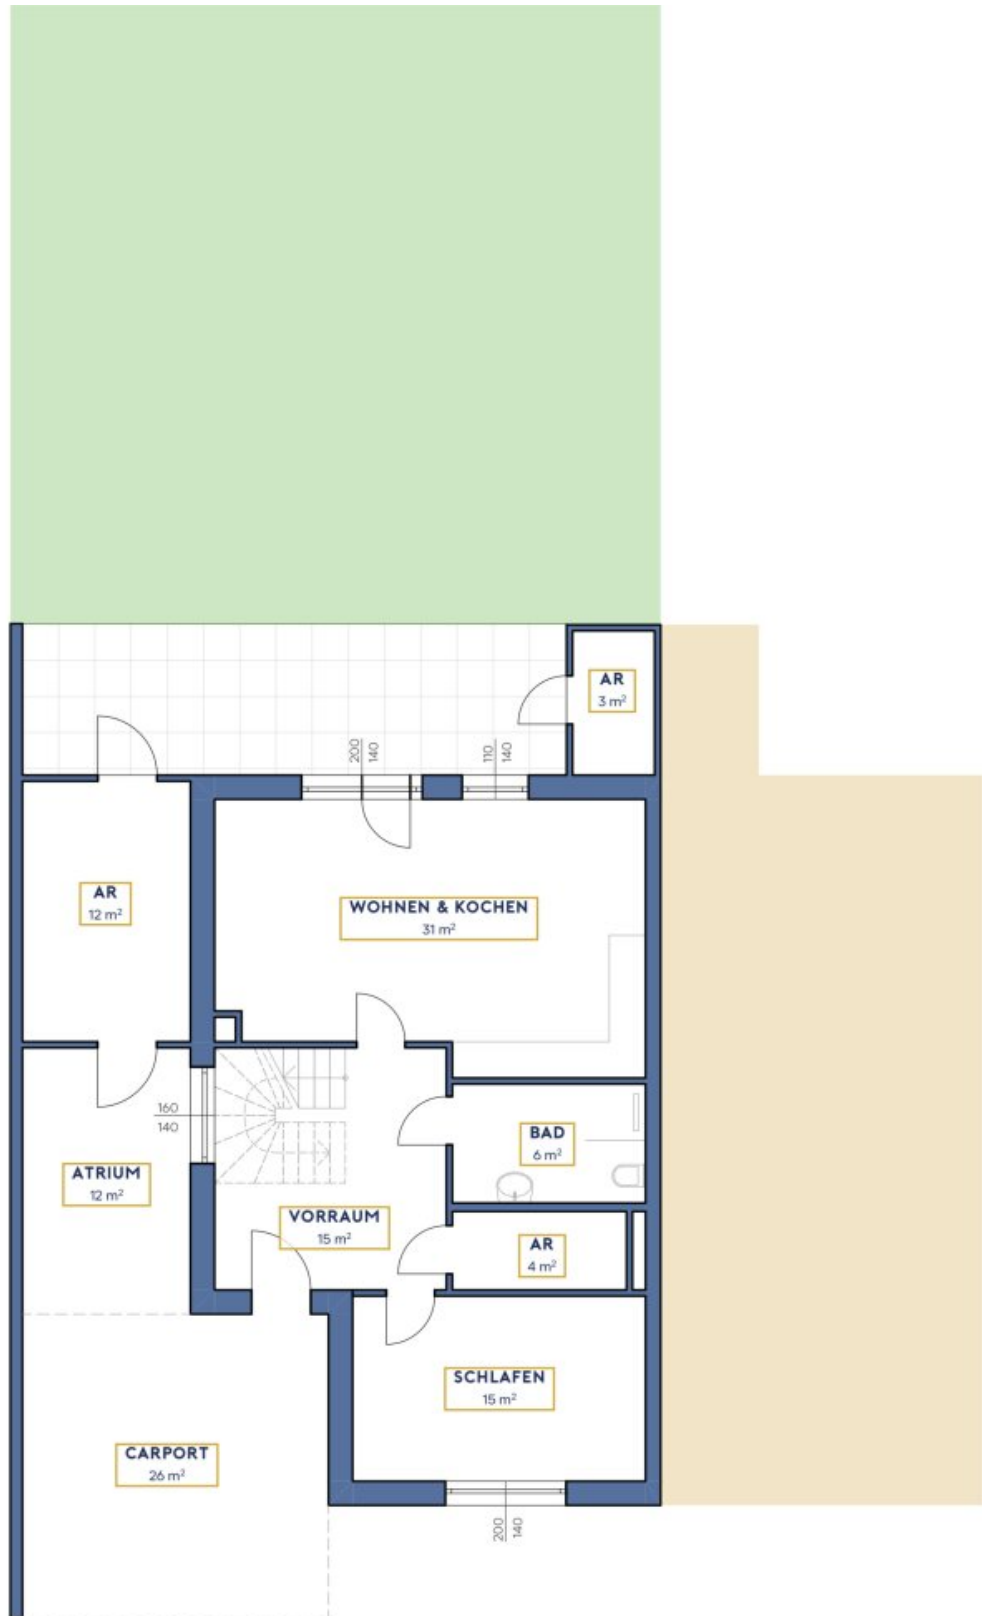 AR
3 m²
200
140
110
140
AR
12 m²
WOHNEN & KOCHEN
31 m²
160
140
BAD
6 m²
ATRIUM
12 m²
VORRAUM
15 m²
AR
4 m²
SCHLAFEN
15 m²
CARPORT
26 m²
200
140